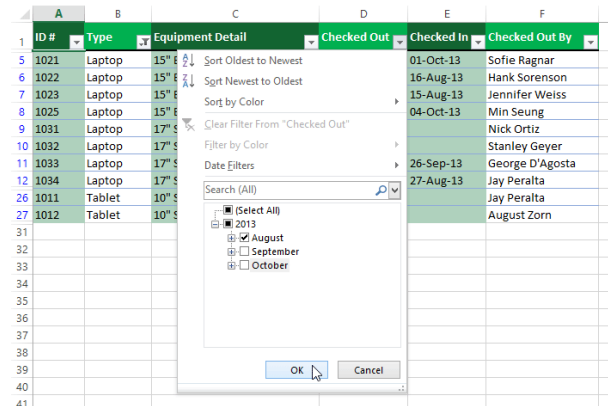 A B C D E F
1 ID # Type Equipment Detail Checked Out Checked In Checked Out By
5 1021 Laptop 15" E 01-Oct-13 Sofie Ragnar
6 1022 Laptop 15" E 16-Aug-13 Hank Sorenson
7 1023 Laptop 15" E 15-Aug-13 Jennifer Weiss
8 1025 Laptop 15" E 04-Oct-13 Min Seung
9 1031 Laptop 17" S Nick Ortiz
10 1032 Laptop 17" S Stanley Geyer
11 1033 Laptop 17" S 26-Sep-13 George D'Agosta
12 1034 Laptop 17" S 27-Aug-13 Jay Peralta
26 1011 Tablet 10" S Jay Peralta
27 1012 Tablet 10" S August Zorn
31
32
33
34
35
36
37
38
39
40
41
Sort Oldest to Newest
Sort Newest to Oldest
Sort by Color
Clear Filter From "Checked Out"
Filter by Color
Date Filters
Search (All)
(Select All)
2013
August
September
October
OK Cancel